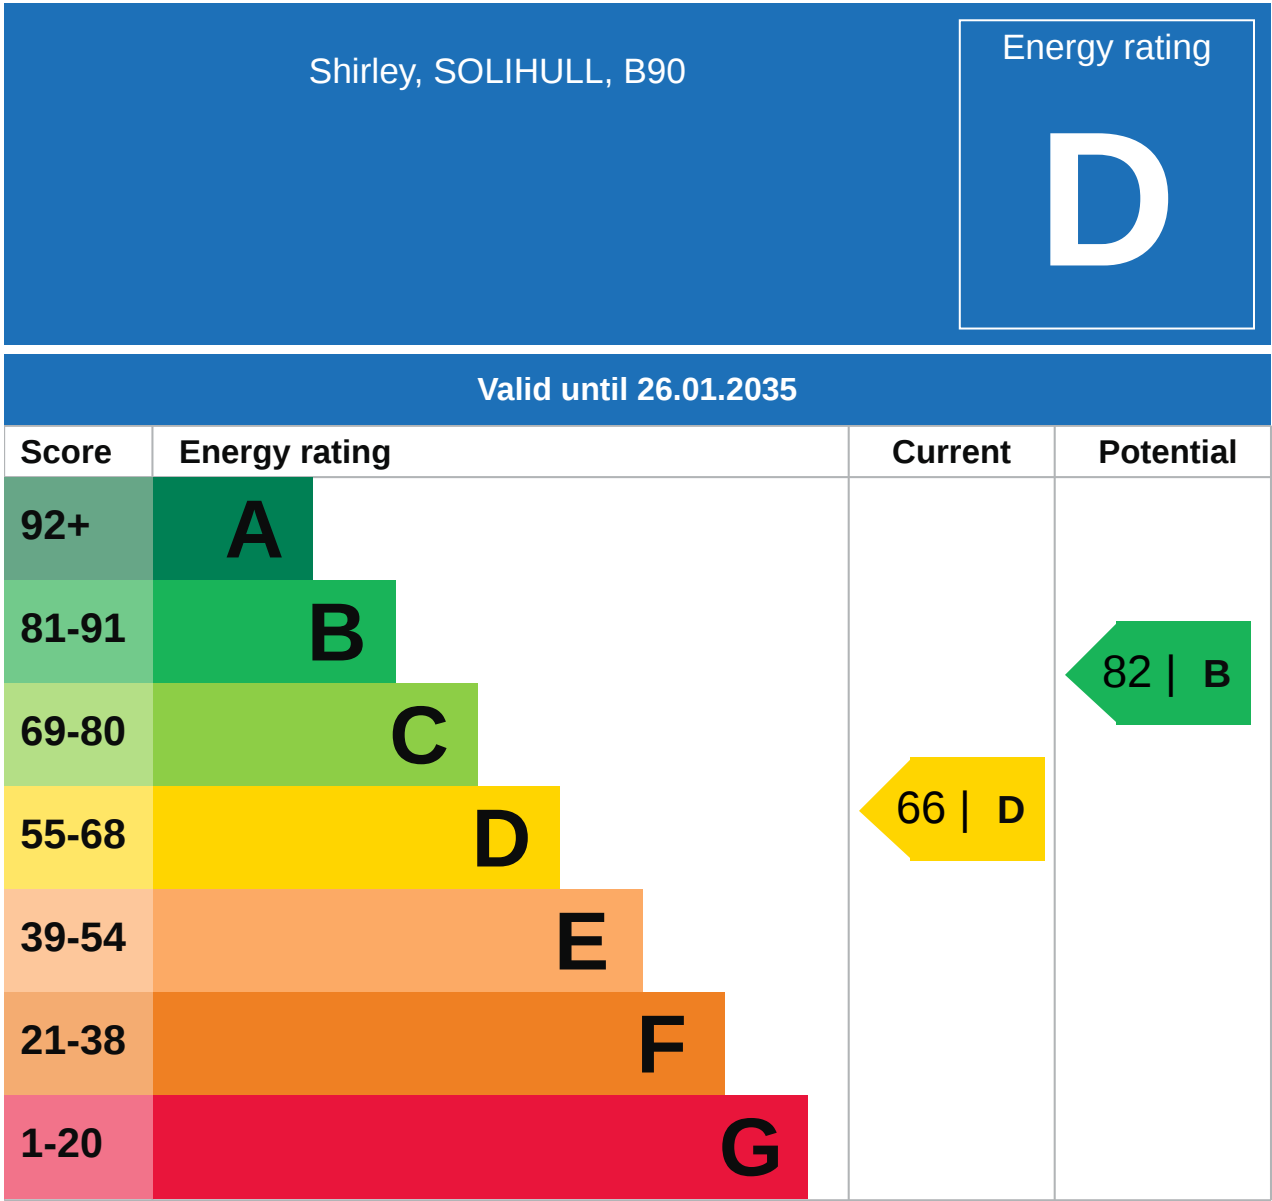 Shirley, SOLIHULL, B90
Energy rating
D
Valid until 26.01.2035
Score Energy rating Current Potential
92+ A
81-91 B
82 | B
69-80 C
55-68 D
66 | D
39-54 E
21-38 F
1-20 G